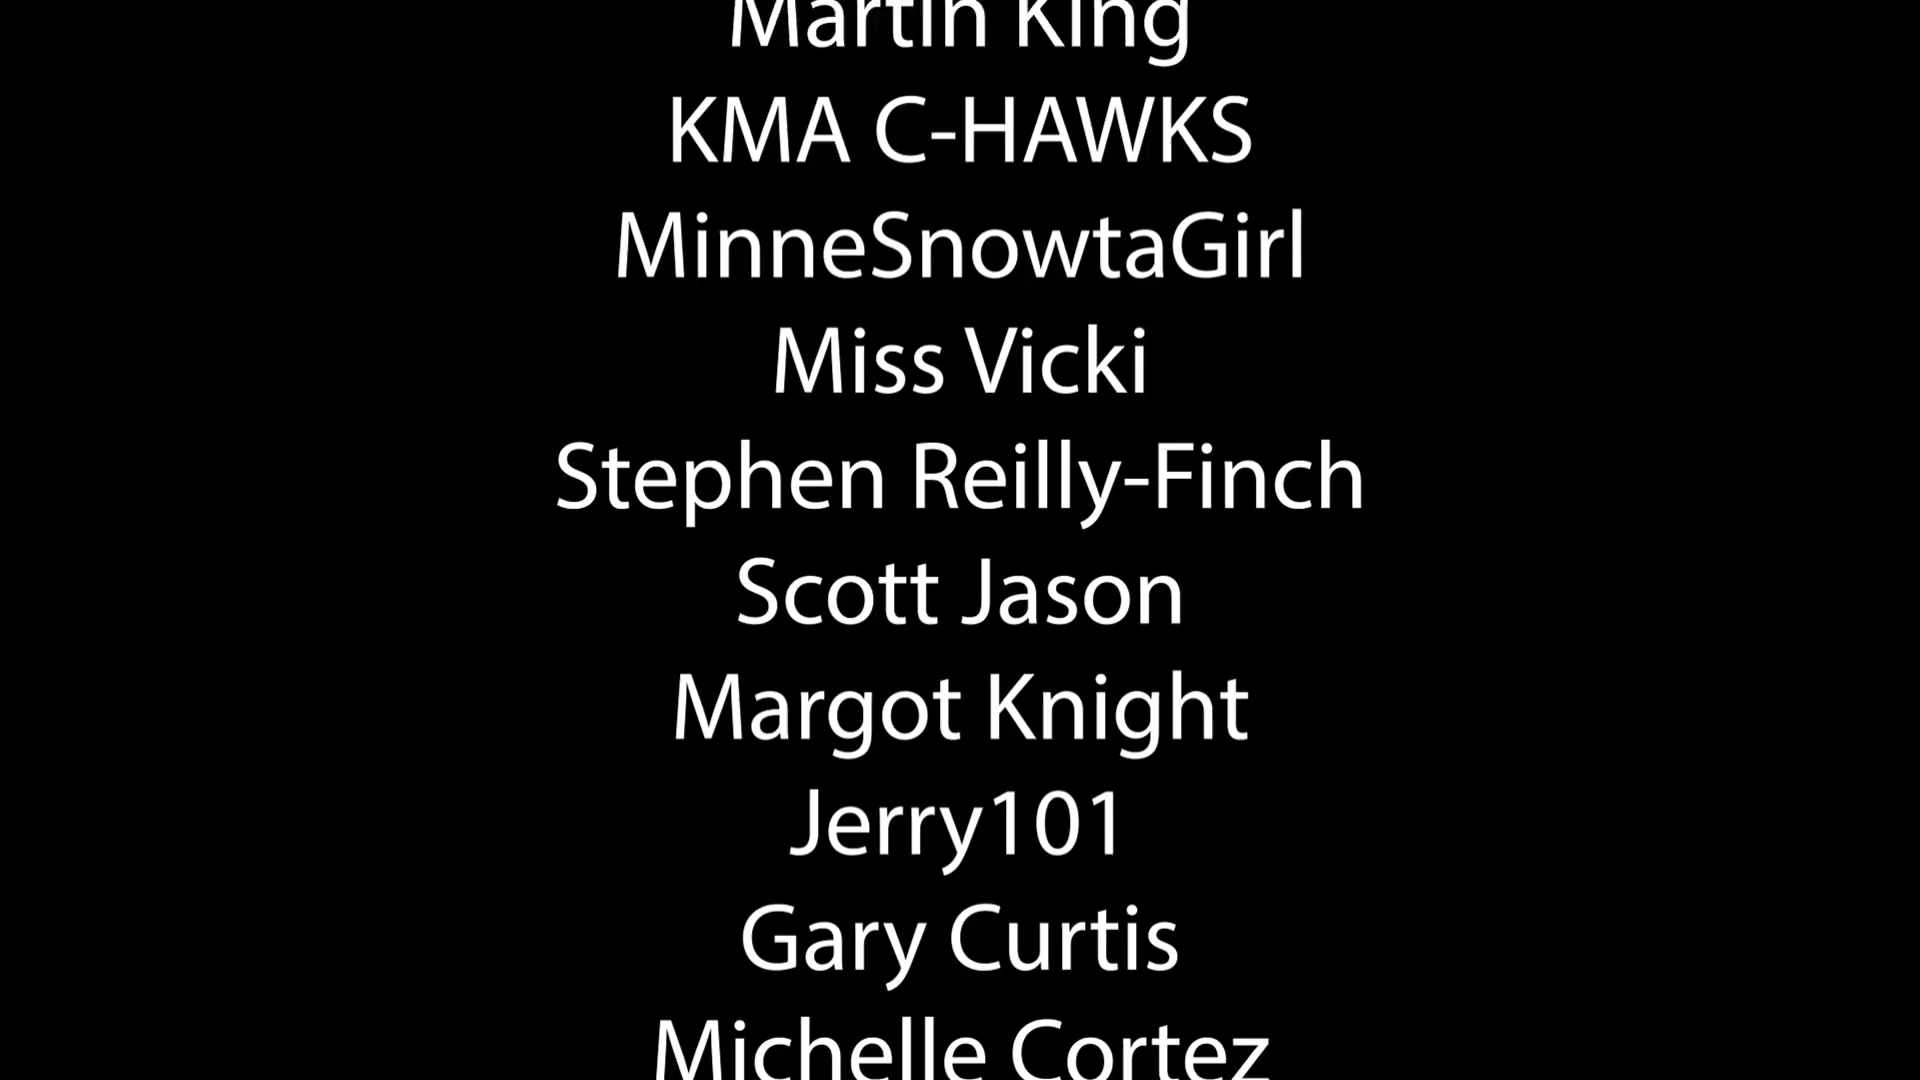 Martin King
KMA C-HAWKS
MinneSnowtaGirl
Miss Vicki
Stephen Reilly-Finch
Scott Jason
Margot Knight
Jerry101
Gary Curtis
Michelle Cortez